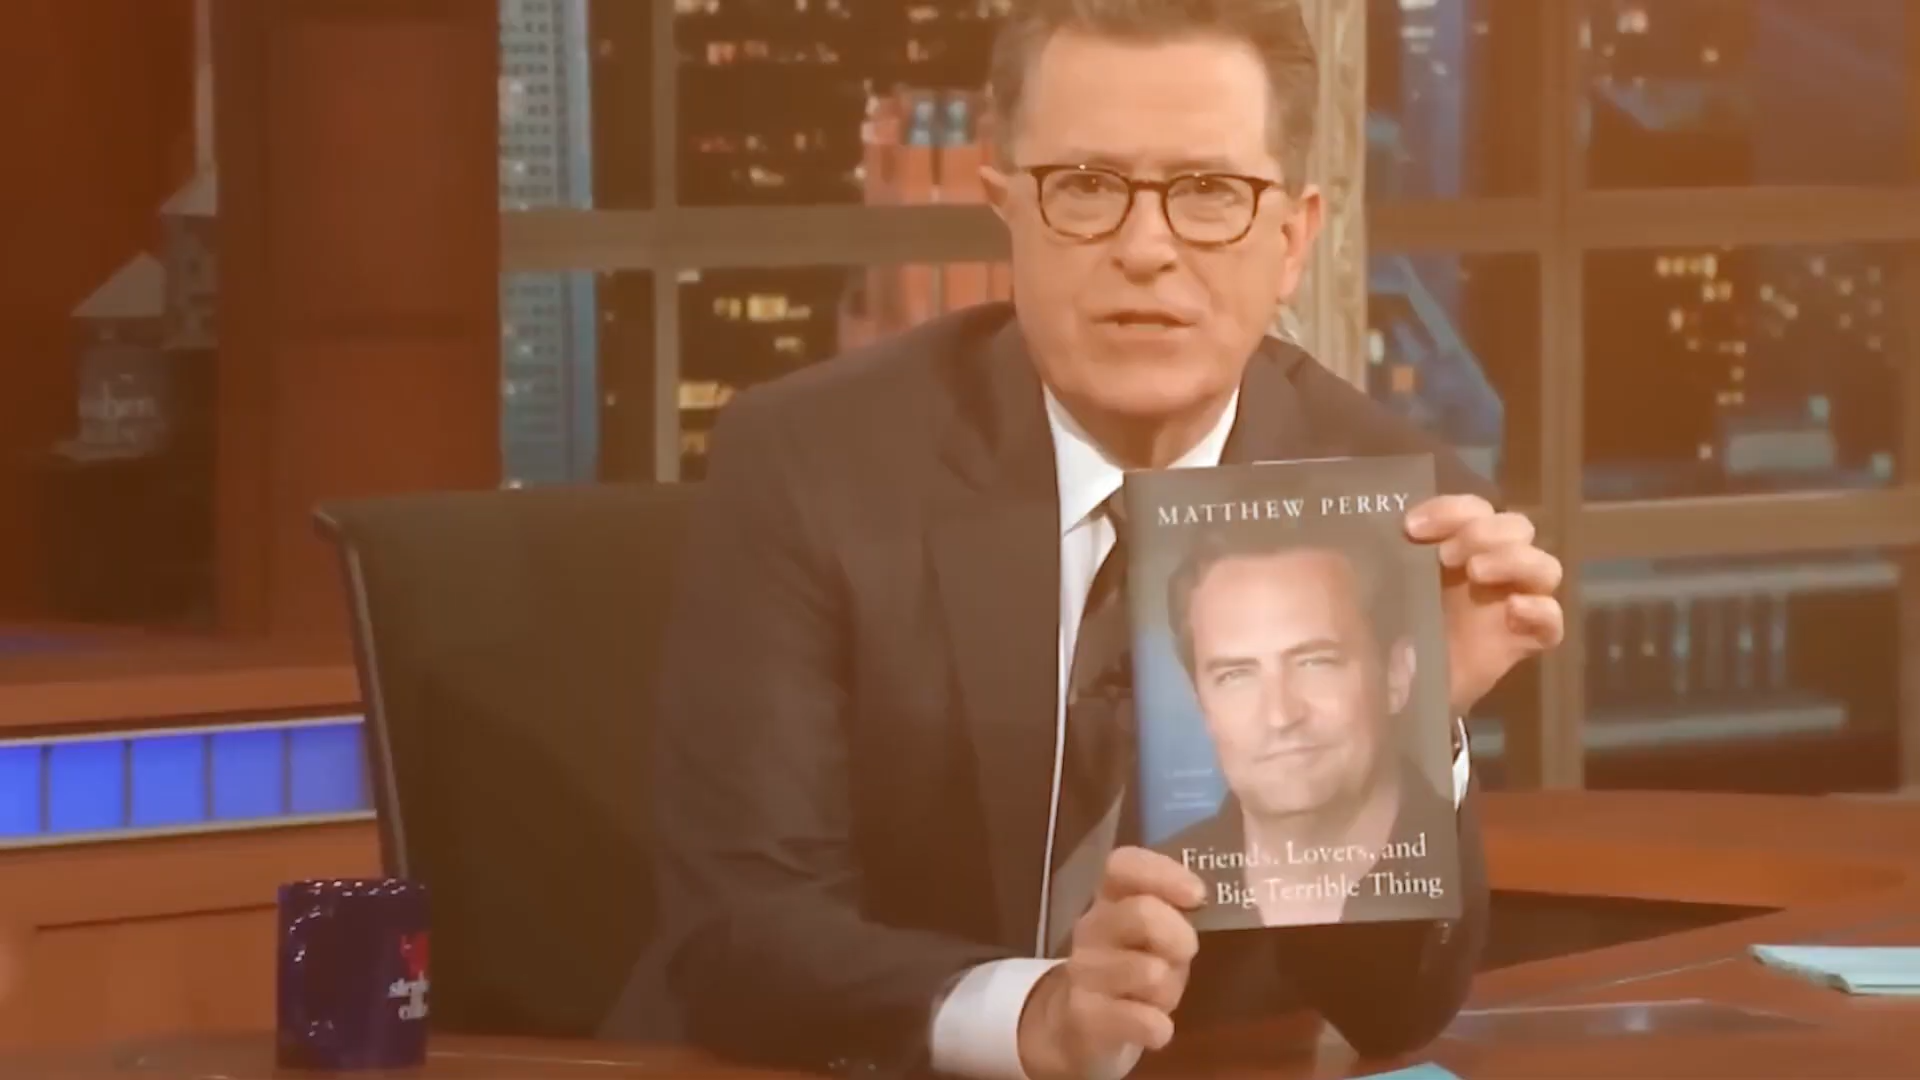 MATTHEW PERRY
Friends, Lovers, and
Big Terrible Thing